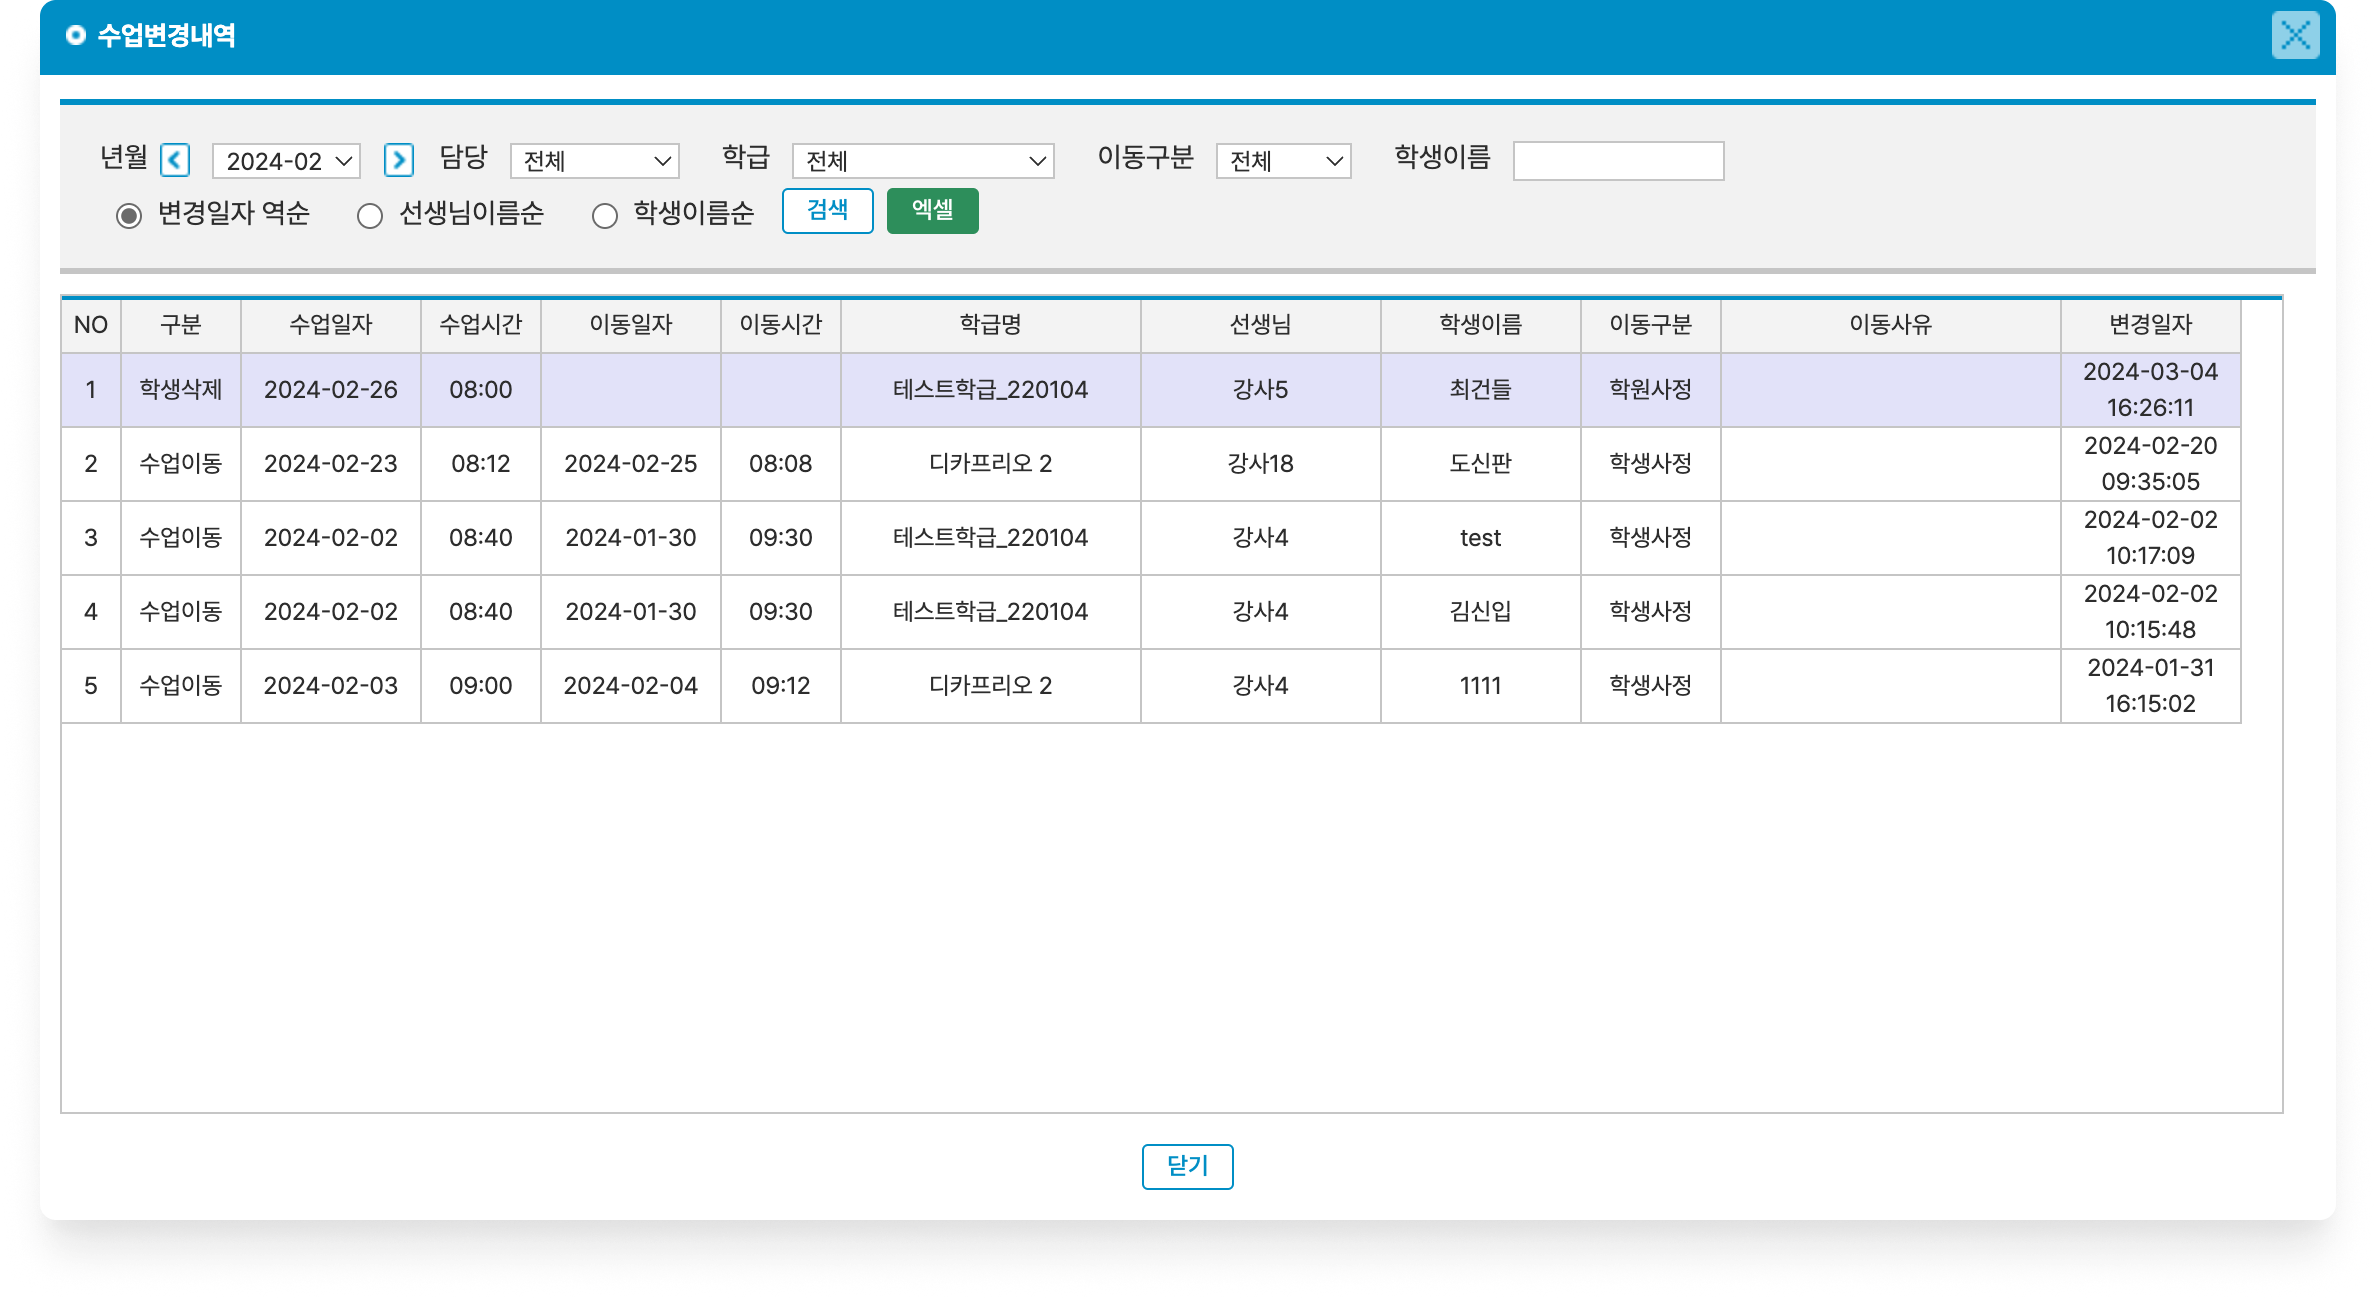 수업변경내역
년월 2024-02 담당 전체 학급 전체 이동구분 전체 학생이름
변경일자 역순 선생님이름순 학생이름순 검색 엑셀
NO 구분 수업일자 수업시간 이동일자 이동시간 학급명 선생님 학생이름 이동구분 이동사유 변경일자
1 학생삭제 2024-02-26 08:00 테스트학급_220104 강사5 최건들 학원사정 2024-03-04 16:26:11
2 수업이동 2024-02-23 08:12 2024-02-25 08:08 디카프리오 2 강사18 도신판 학생사정 2024-02-20 09:35:05
3 수업이동 2024-02-02 08:40 2024-01-30 09:30 테스트학급_220104 강사4 test 학생사정 2024-02-02 10:17:09
4 수업이동 2024-02-02 08:40 2024-01-30 09:30 테스트학급_220104 강사4 김신입 학생사정 2024-02-02 10:15:48
5 수업이동 2024-02-03 09:00 2024-02-04 09:12 디카프리오 2 강사4 1111 학생사정 2024-01-31 16:15:02
닫기